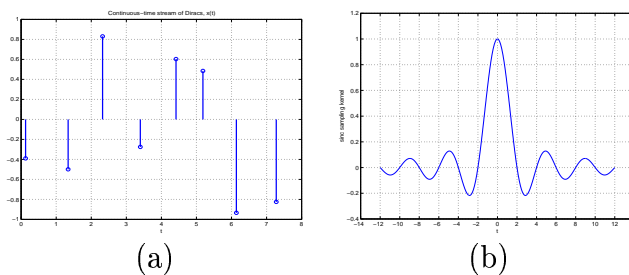 Continuous−time stream of Diracs, x(t)
1
0.8
0.6
0.4
0.2
0
−0.2
−0.4
−0.6
−0.8
−1
0 1 2 3 4 5 6 7 8
t
(a)
1.2
1
0.8
0.6
0.4
0.2
0
−0.2
−0.4
sinc sampling kernel
−14 −12 −10 −8 −6 −4 −2 0 2 4 6 8 10 12 14
t
(b)